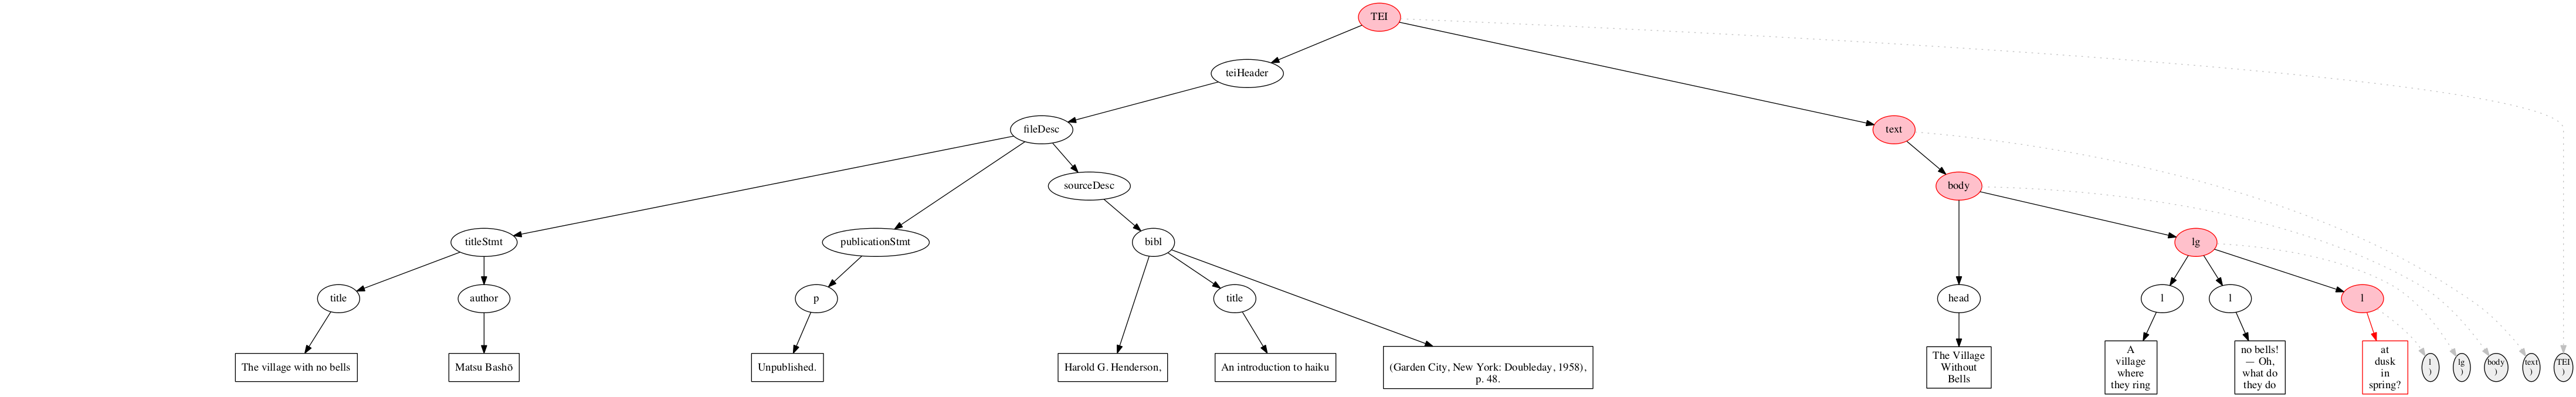 TEI
teiHeader
fileDesc
text
sourceDesc
body
titleStmt
publicationStmt
bibl
lg
title
author
p
title
head
l
l
l
The village with no bells
Matsu Bashō
Unpublished.
Harold G. Henderson,
An introduction to haiku
(Garden City, New York: Doubleday, 1958),
p. 48.
The Village
Without
Bells
A
village
where
they ring
no bells!
— Oh,
what do
they do
at
dusk
in
spring?
l
)
lg
)
body
)
text
)
TEI
)